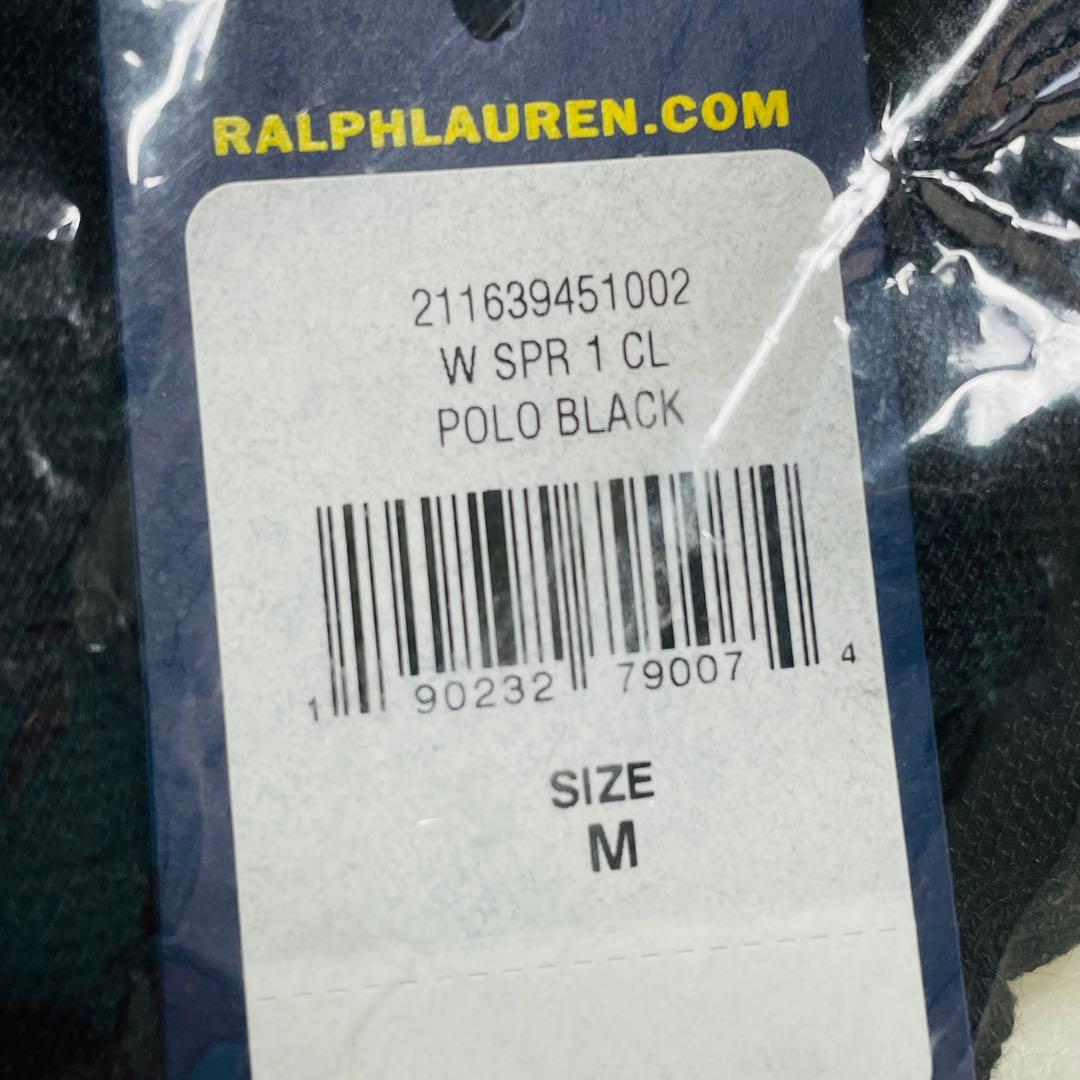 RALPHLAUREN.COM
211639451002
W SPR 1 CL
POLO BLACK
1 90232 79007 4
SIZE
M